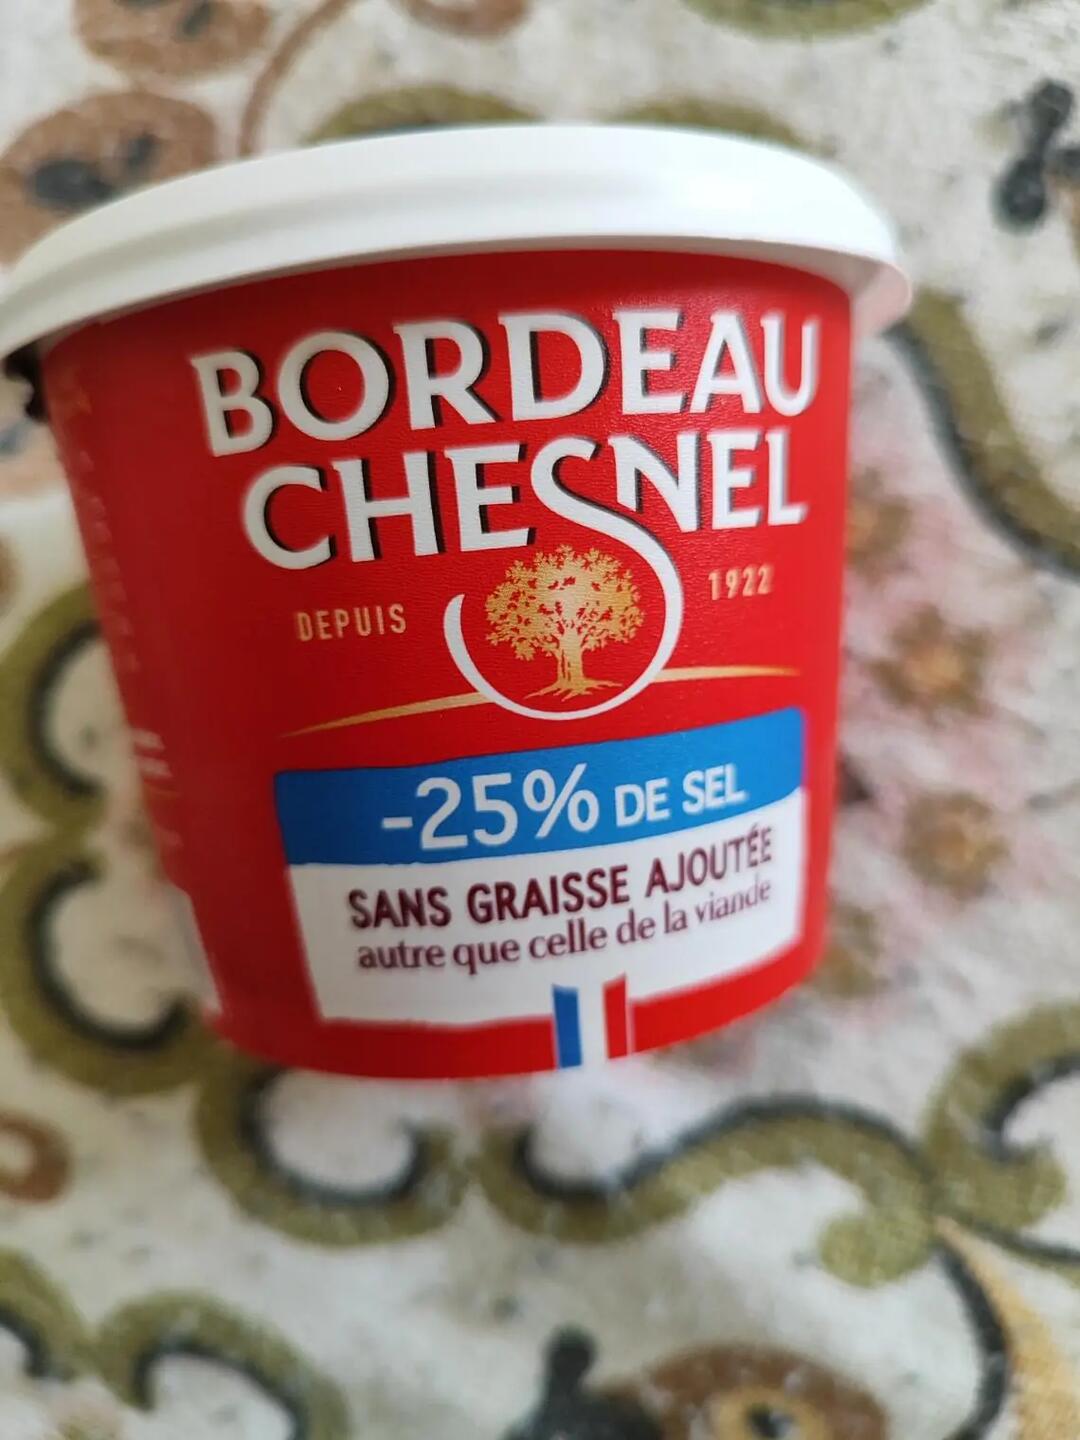 BORDEAU
CHESNEL
DEPUIS 1922
-25% DE SEL
SANS GRAISSE AJOUTÉE
autre que celle de la viande